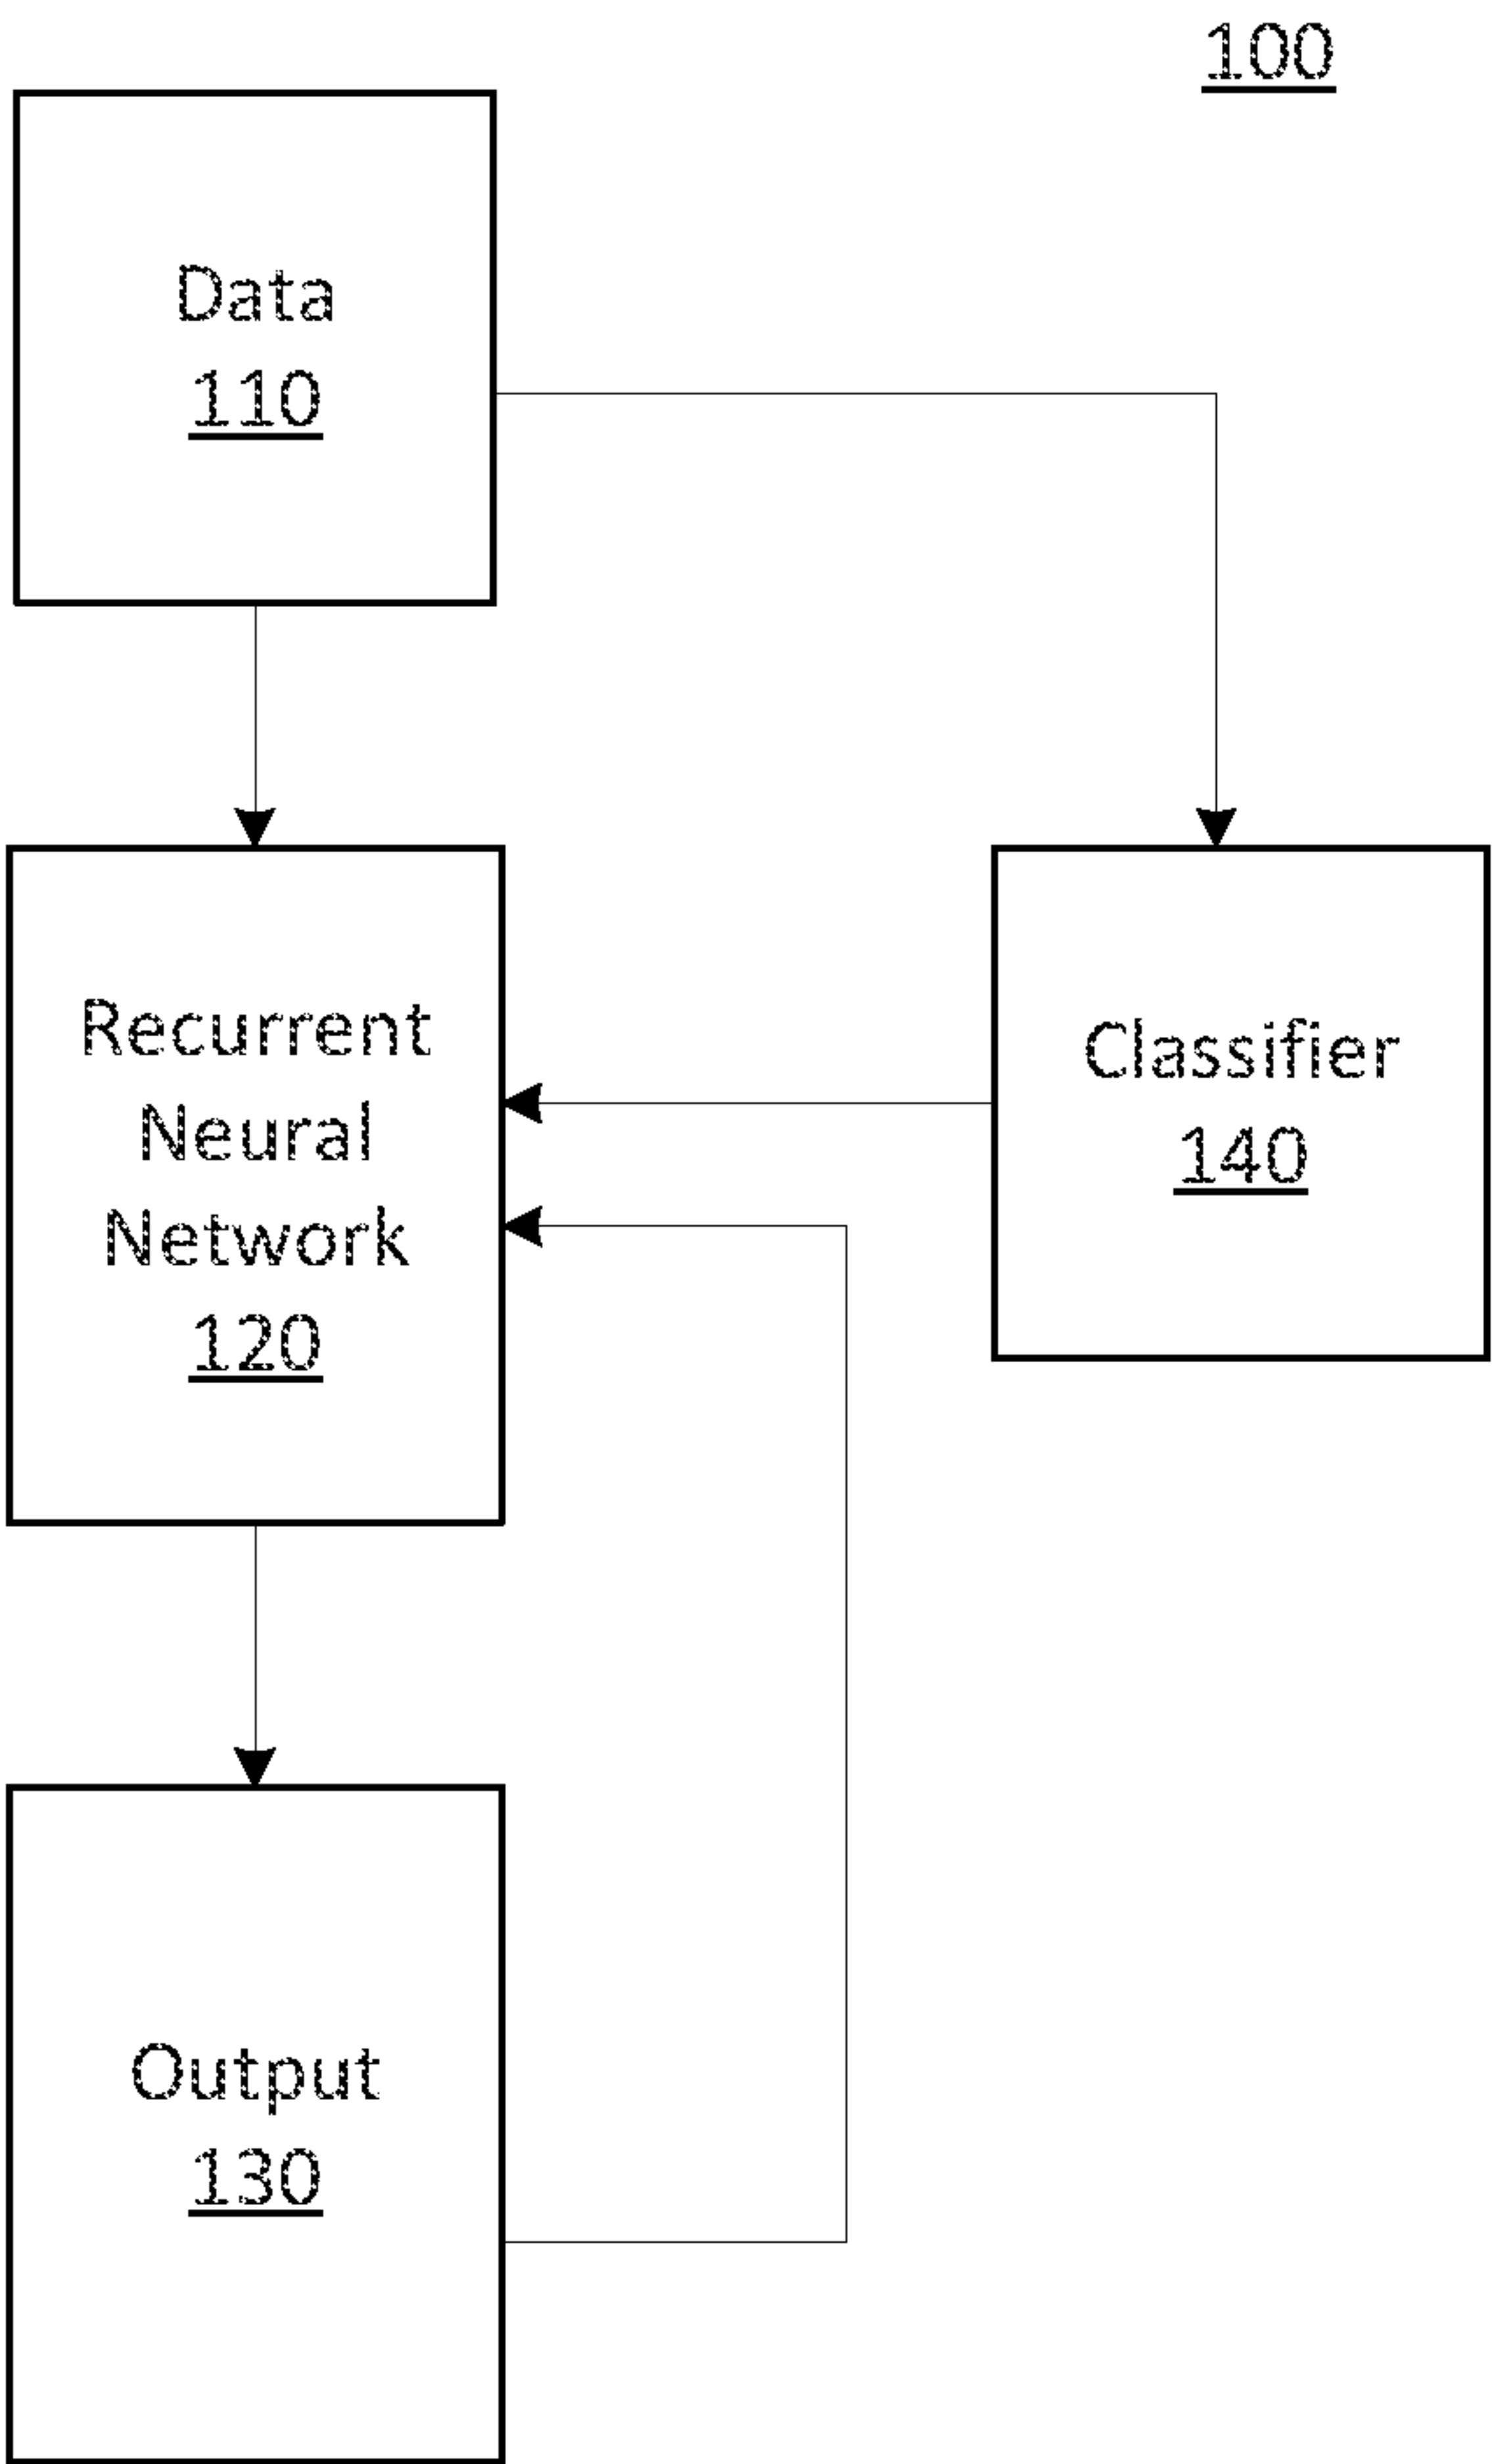 100
Data
110
Recurrent
Neural
Network
120
Classifier
140
Output
130